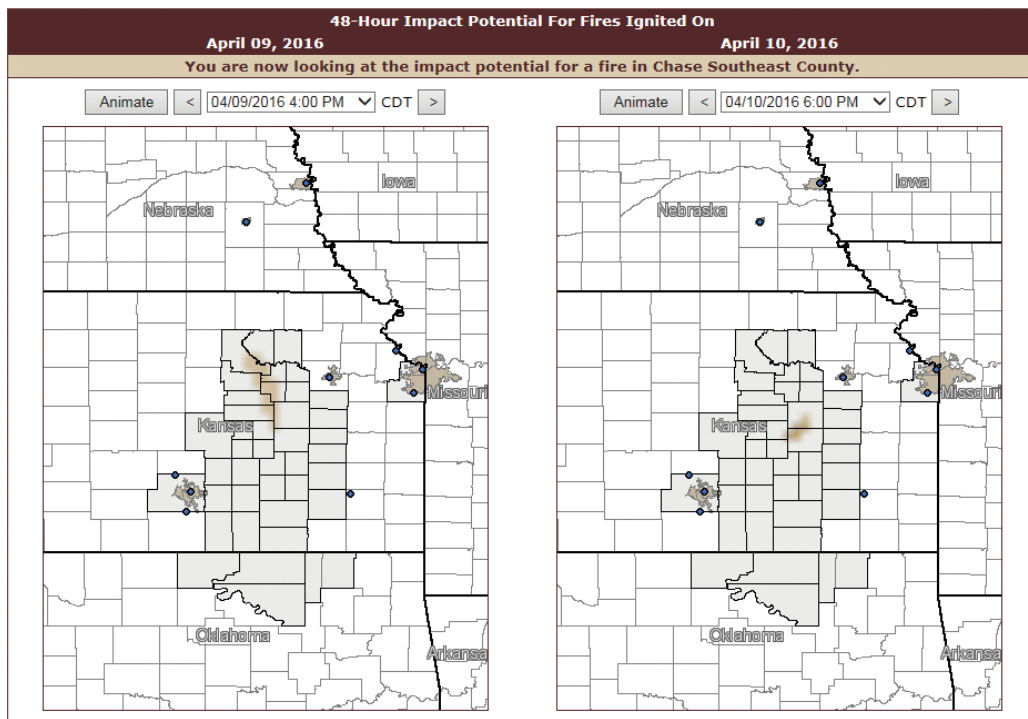 48-Hour Impact Potential For Fires Ignited On
April 09, 2016 April 10, 2016
You are now looking at the impact potential for a fire in Chase Southeast County.
Animate < 04/09/2016 4:00 PM CDT > Animate < 04/10/2016 6:00 PM CDT >
Iowa Iowa
Nebraska Nebraska
Missouri Missouri
Kansas Kansas
Oklahoma Oklahoma
Arkansa Arkansa